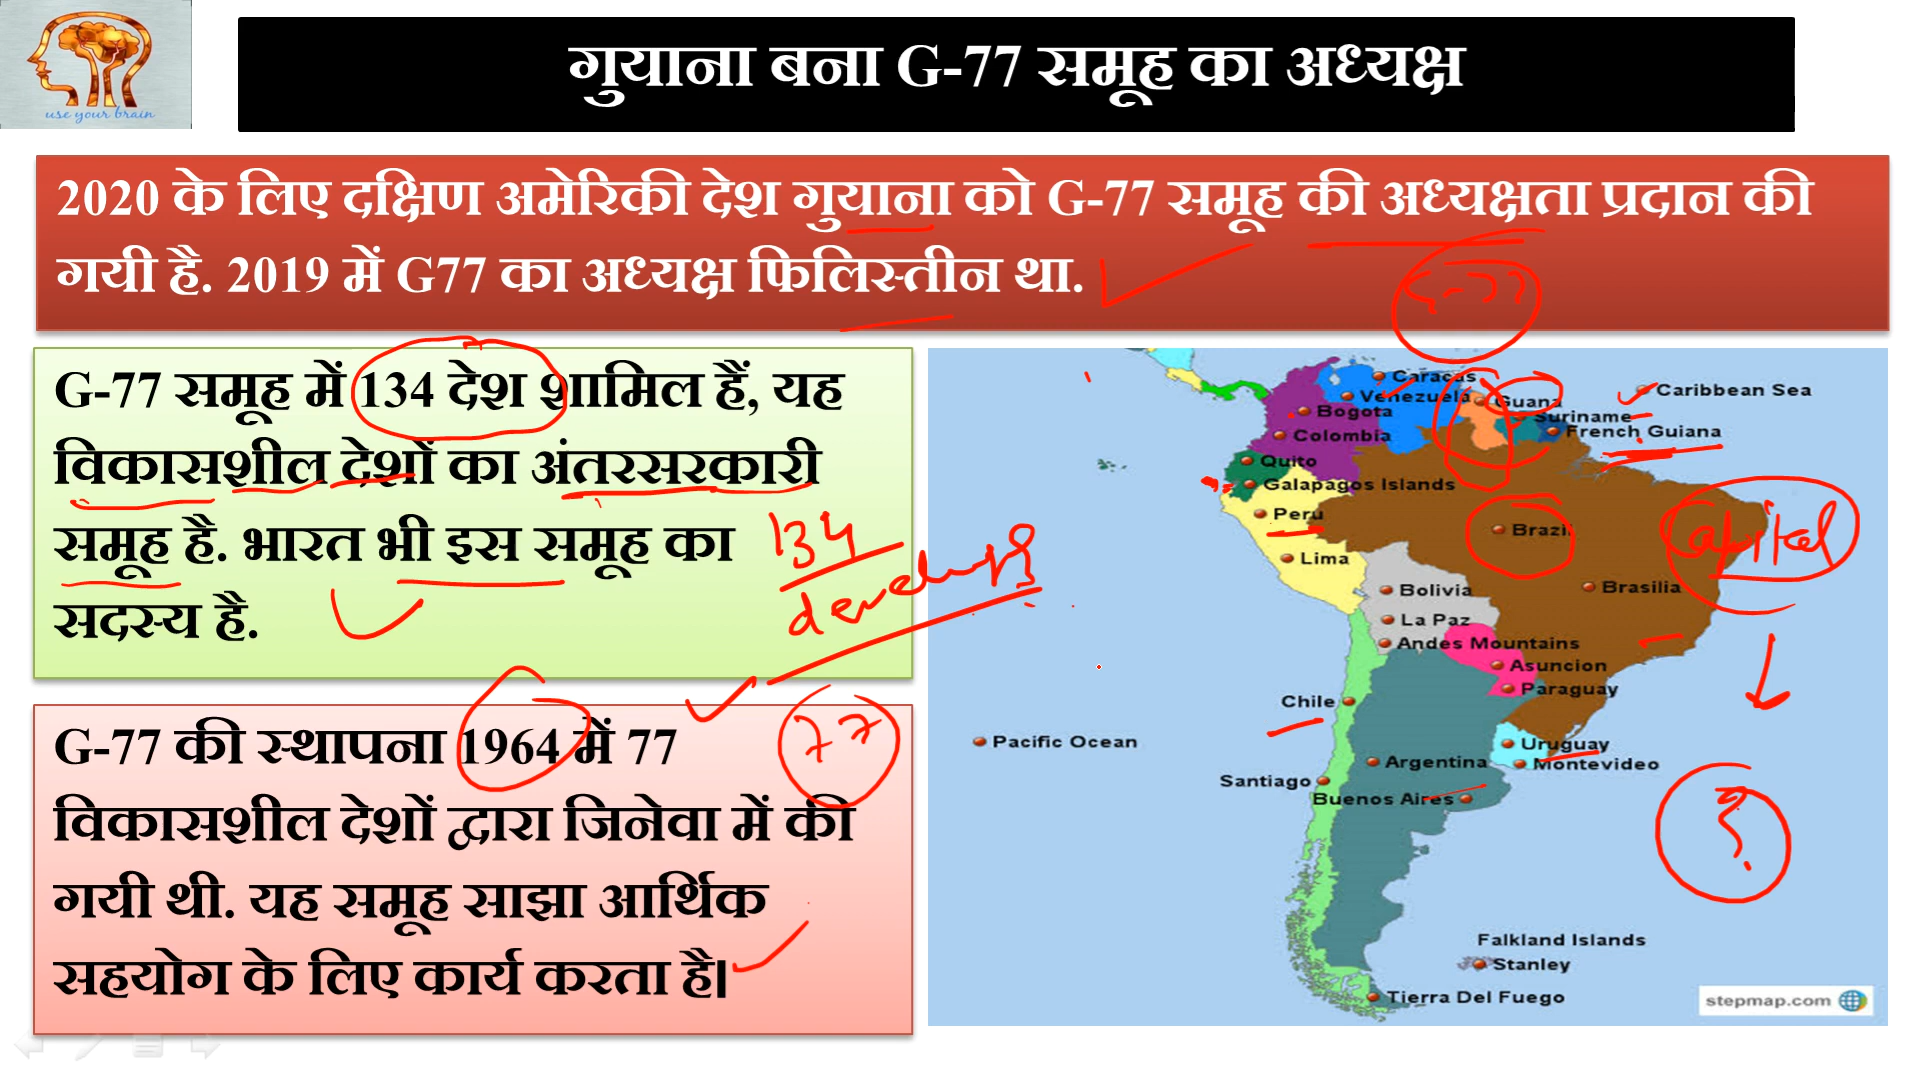 use your brain
गुयाना बना G-77 समूह का अध्यक्ष
2020 के लिए दक्षिण अमेरिकी देश गुयाना को G-77 समूह की अध्यक्षता प्रदान की
गयी है. 2019 में G77 का अध्यक्ष फिलिस्तीन था.
G-77
G-77 समूह में 134 देश शामिल हैं, यह
विकासशील देशों का अंतरसरकारी
समूह है. भारत भी इस समूह का
सदस्य है.
134
G-77 की स्थापना 1964 में 77
विकासशील देशों द्वारा जिनेवा में की
गयी थी. यह समूह साझा आर्थिक
सहयोग के लिए कार्य करता है।
77
Caracas
Venezuela
Guana
Caribbean Sea
Bogota
Suriname
Colombia
French Guiana
Quito
Galapagos Islands
Peru
Brazil
Capital
Lima
Bolivia
Brasilia
La Paz
Andes Mountains
Asuncion
Paraguay
Chile
Pacific Ocean
Uruguay
Argentina
Montevideo
Santiago
Buenos Aires
?
Falkland Islands
Stanley
Tierra Del Fuego
stepmap.com